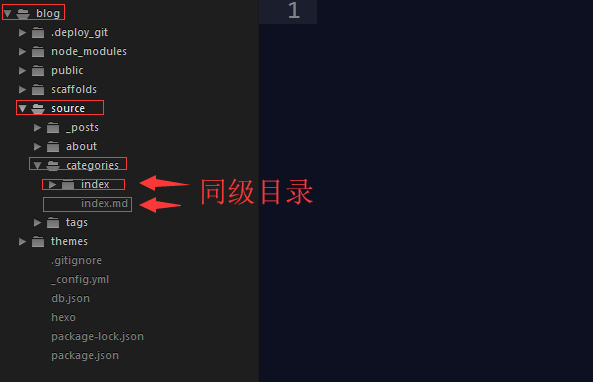 blog
1
.deploy_git
node_modules
public
scaffolds
source
_posts
about
categories
index
同级目录
index.md
tags
themes
.gitignore
_config.yml
db.json
hexo
package-lock.json
package.json